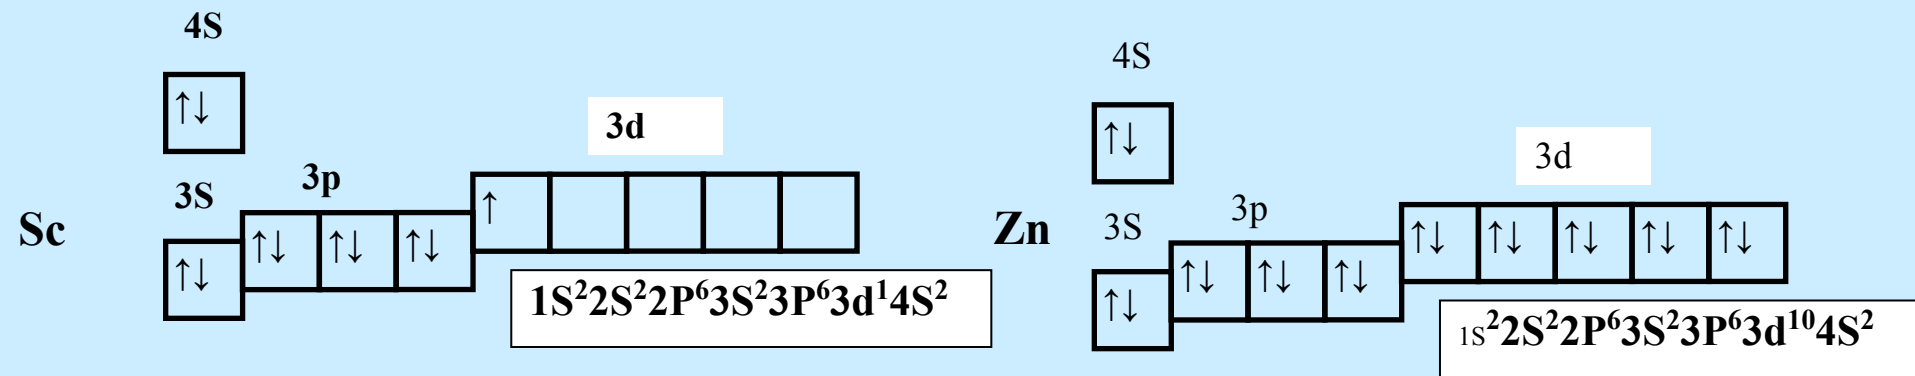 4S
↑↓
3d
3S
3p
Sc
↑↓
↑↓ ↑↓ ↑↓
↑
1S²2S²2P⁶3S²3P⁶3d¹4S²
4S
↑↓
3d
3S
3p
Zn
↑↓
↑↓ ↑↓ ↑↓
↑↓ ↑↓ ↑↓ ↑↓ ↑↓
1S²2S²2P⁶3S²3P⁶3d¹⁰4S²